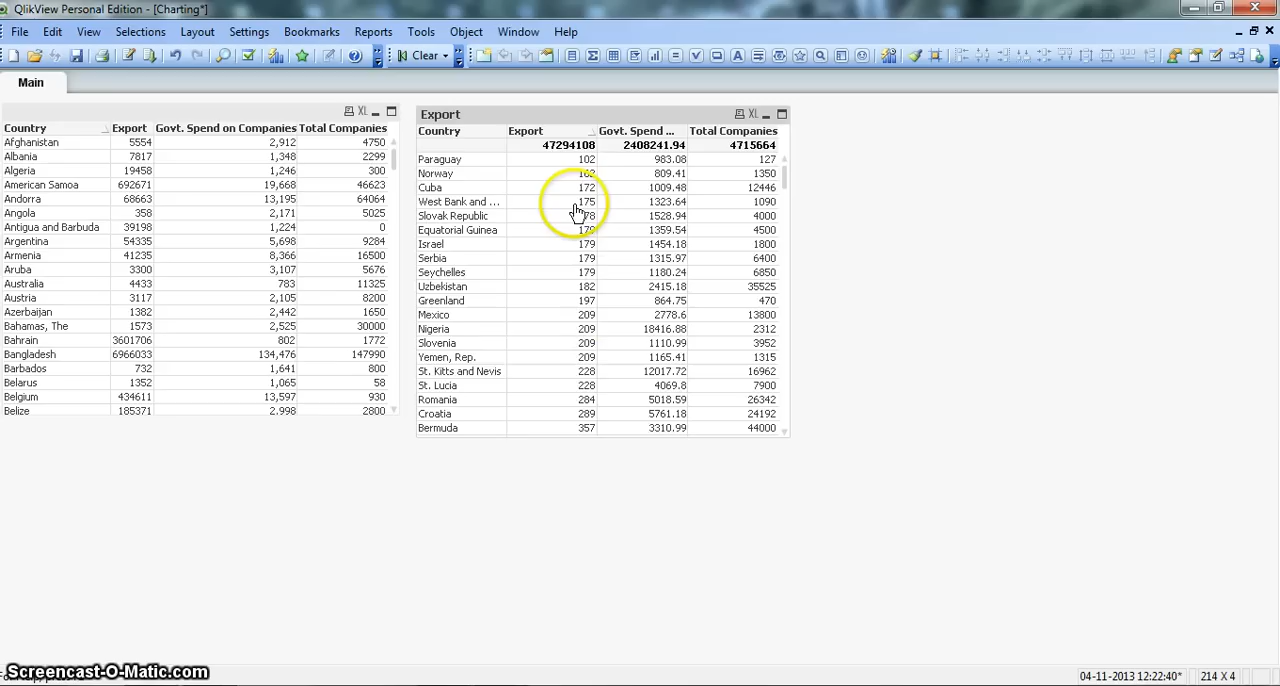 QlikView Personal Edition - [Charting*]
File Edit View Selections Layout Settings Bookmarks Reports Tools Object Window Help
Clear
Main
XL
Country Export Govt. Spend on Companies Total Companies
Afghanistan 5554 2,912 4750
Albania 7817 1,348 2299
Algeria 19458 1,246 300
American Samoa 692671 19,668 46623
Andorra 68663 13,195 64064
Angola 358 2,171 5025
Antigua and Barbuda 39198 1,224 0
Argentina 54335 5,698 9284
Armenia 41235 8,366 16500
Aruba 3300 3,107 5676
Australia 4433 783 11325
Austria 3117 2,105 8200
Azerbaijan 1382 2,442 1650
Bahamas, The 1573 2,525 30000
Bahrain 3601706 802 1772
Bangladesh 6966033 134,476 147990
Barbados 732 1,641 800
Belarus 1352 1,065 58
Belgium 434611 13,597 930
Belize 185371 2,998 2800
Export XL
Country Export Govt. Spend ... Total Companies
47294108 2408241.94 4715664
Paraguay 102 983.08 127
Norway 809.41 1350
Cuba 172 1009.48 12446
West Bank and ... 175 1323.64 1090
Slovak Republic 1528.94 4000
Equatorial Guinea 179 1359.54 4500
Israel 179 1454.18 1800
Serbia 179 1315.97 6400
Seychelles 179 1180.24 6850
Uzbekistan 182 2415.18 35525
Greenland 197 864.75 470
Mexico 209 2778.6 13800
Nigeria 209 18416.88 2312
Slovenia 209 1110.99 3952
Yemen, Rep. 209 1165.41 1315
St. Kitts and Nevis 228 12017.72 16962
St. Lucia 228 4069.8 7900
Romania 284 5018.59 26342
Croatia 289 5761.18 24192
Bermuda 357 3310.99 44000
Screencast-O-Matic.com
04-11-2013 12:22:40* 214 X 4